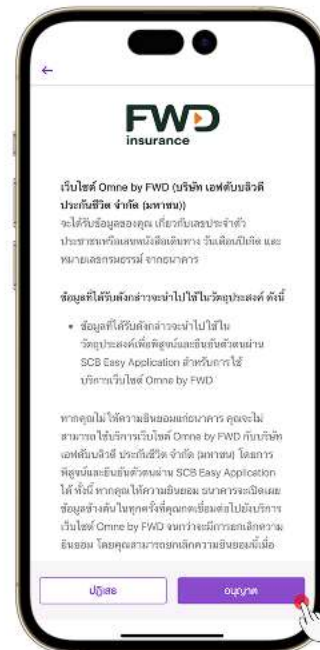 FWD
insurance
เว็บไซต์ Omne by FWD (บริษัท เอฟดับบลิวดี
ประกันชีวิต จำกัด (มหาชน))
จะได้รับข้อมูลของคุณ เกี่ยวกับเลขประจำตัว
ประชาชนหรือเลขหนังสือเดินทาง วันเดือนปีเกิด และ
หมายเลขกรมธรรม์ จากธนาคาร
ข้อมูลที่ได้รับดังกล่าวจะนำไปใช้ในวัตถุประสงค์ ดังนี้
• ข้อมูลที่ได้รับดังกล่าวจะนำไปใช้ใน
วัตถุประสงค์เพื่อพิสูจน์และยืนยันตัวตนผ่าน
SCB Easy Application สำหรับการใช้
บริการเว็บไซต์ Omne by FWD
หากคุณไม่ให้ความยินยอมแก่ธนาคาร คุณจะไม่
สามารถใช้บริการเว็บไซต์ Omne by FWD กับบริษัท
เอฟดับบลิวดี ประกันชีวิต จำกัด (มหาชน) โดยการ
พิสูจน์และยืนยันตัวตนผ่าน SCB Easy Application
ได้ ทั้งนี้ หากคุณให้ความยินยอม ธนาคารจะเปิดเผย
ข้อมูลข้างต้นในทุกครั้งที่คุณกดเชื่อมต่อไปยังบริการ
เว็บไซต์ Omne by FWD จนกว่าจะมีการยกเลิกความ
ยินยอม โดยคุณสามารถยกเลิกความยินยอมนี้เมื่อ
ปฏิเสธ
อนุญาต